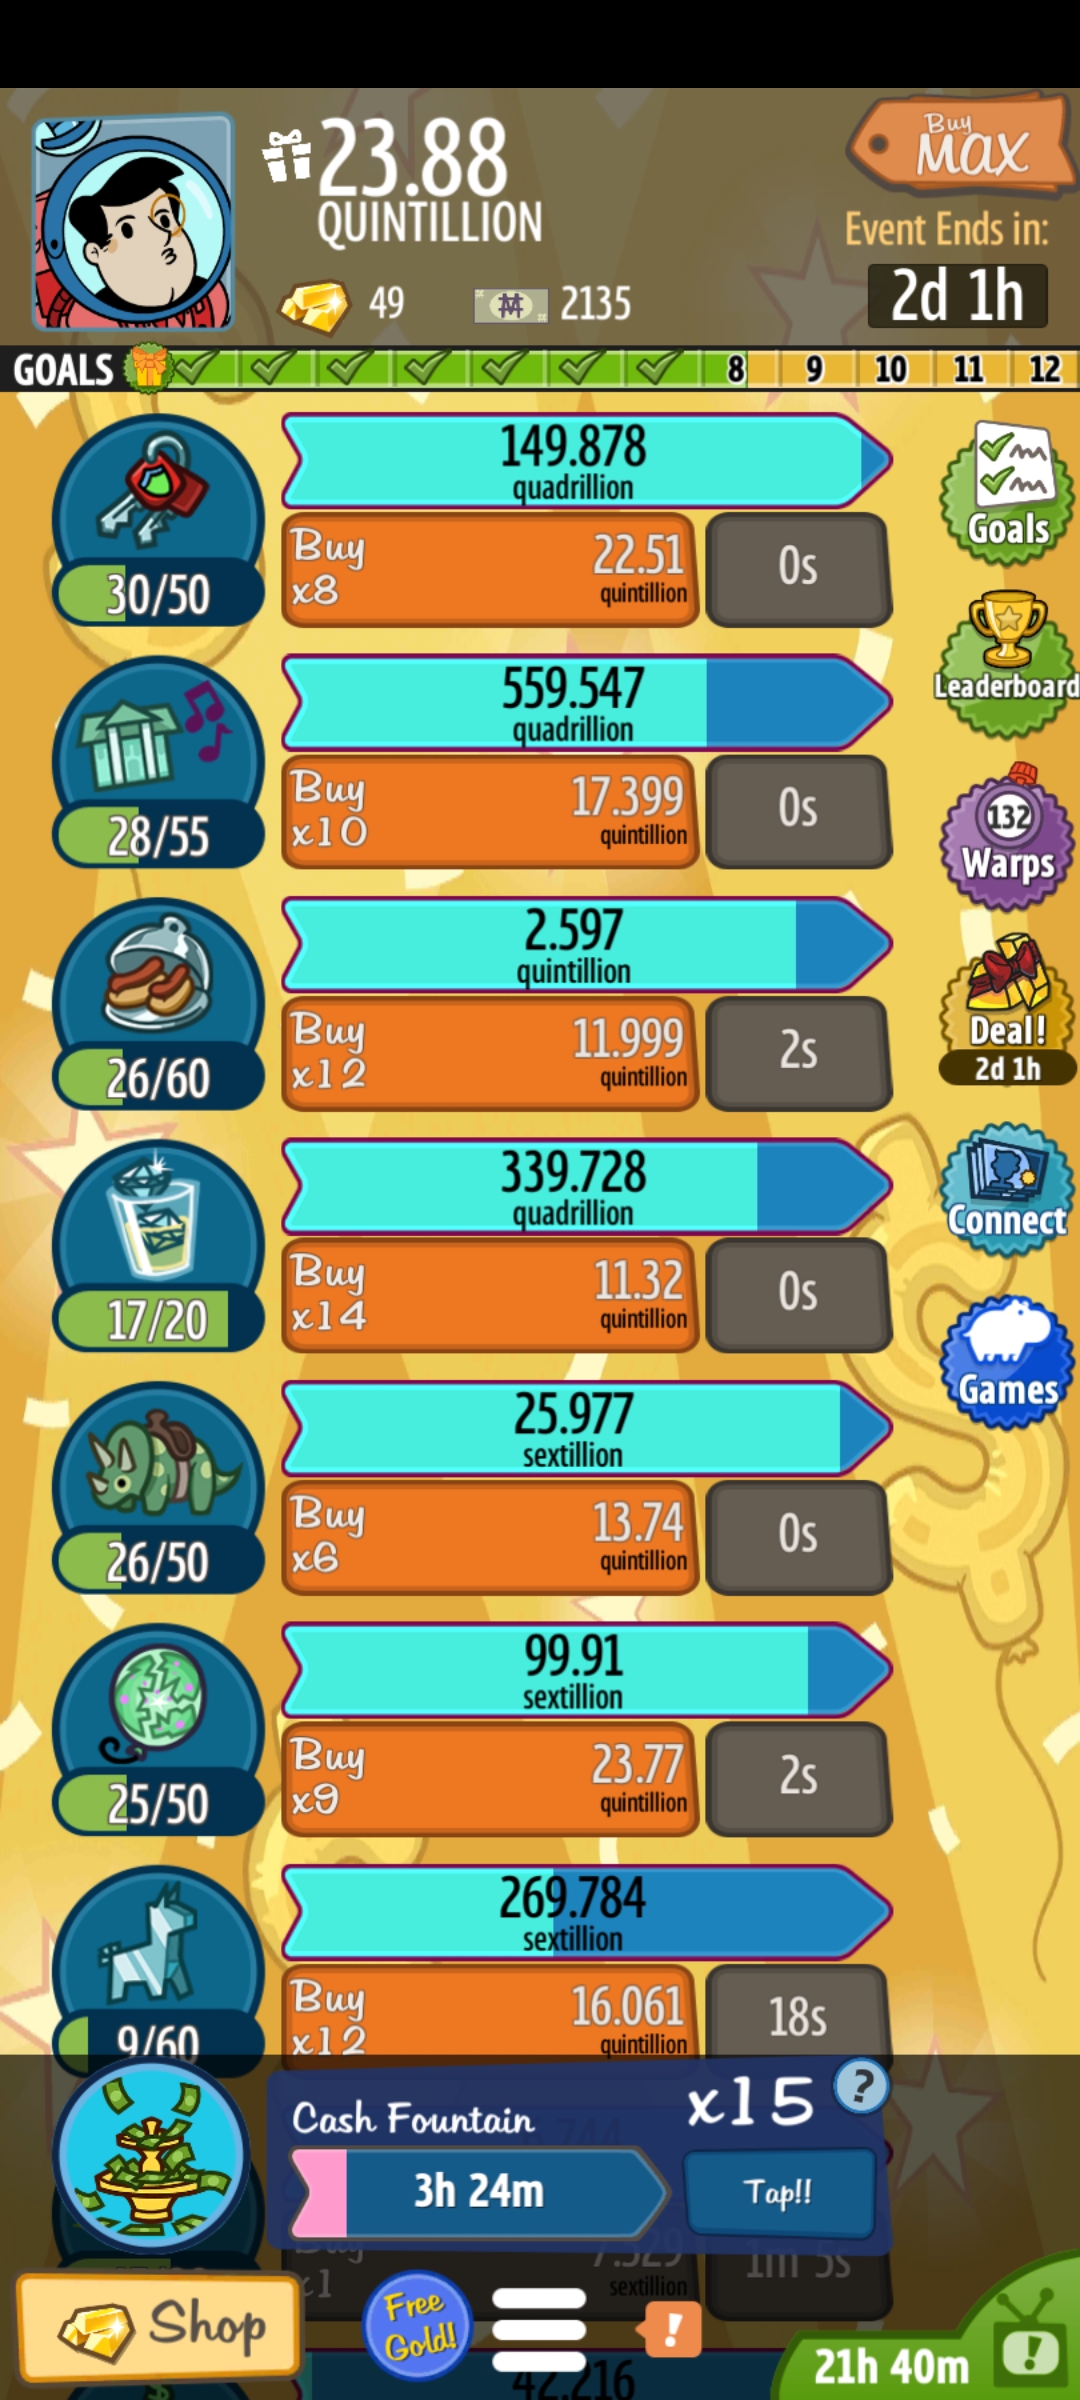 23.88
QUINTILLION
Buy
MAX
Event Ends in:
2d 1h
49
2135
GOALS
8
9
10
11
12
149.878
quadrillion
30/50
Buy
x8
22.51
quintillion
0s
Goals
559.547
quadrillion
28/55
Buy
x10
17.399
quintillion
0s
Leaderboard
132
Warps
2.597
quintillion
26/60
Buy
x12
11.999
quintillion
2s
Deal!
2d 1h
339.728
quadrillion
17/20
Buy
x14
11.32
quintillion
0s
Connect
Games
25.977
sextillion
26/50
Buy
x6
13.74
quintillion
0s
99.91
sextillion
25/50
Buy
x9
23.77
quintillion
2s
269.784
sextillion
9/60
Buy
x12
16.061
quintillion
18s
Cash Fountain
x15
?
3h 24m
Tap!!
Buy
x1
7.329
sextillion
1m 5s
Shop
Free
Gold!
!
21h 40m
!
42.216